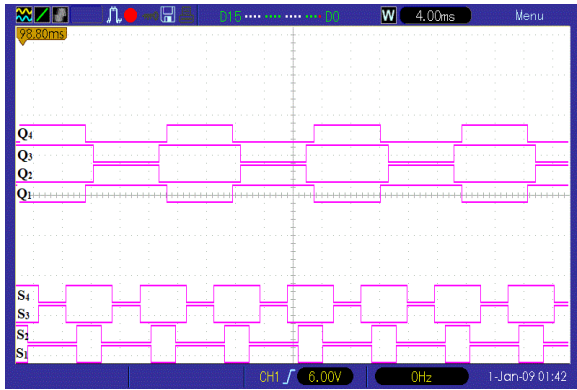 D15 D0 W 4.00ms Menu
98.80ms
Q4
Q3
Q2
Q1
S4
S3
S2
S1
CH1 6.00V 0Hz 1-Jan-09 01:42